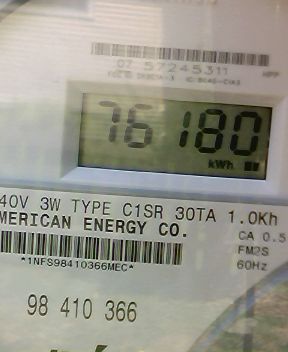 07 57245311
76180
kWh
40V 3W TYPE C1SR 30TA 1.0Kh
MERICAN ENERGY CO.
CA 0.5
FM2S
*1NFS98410366MEC*
60Hz
98 410 366